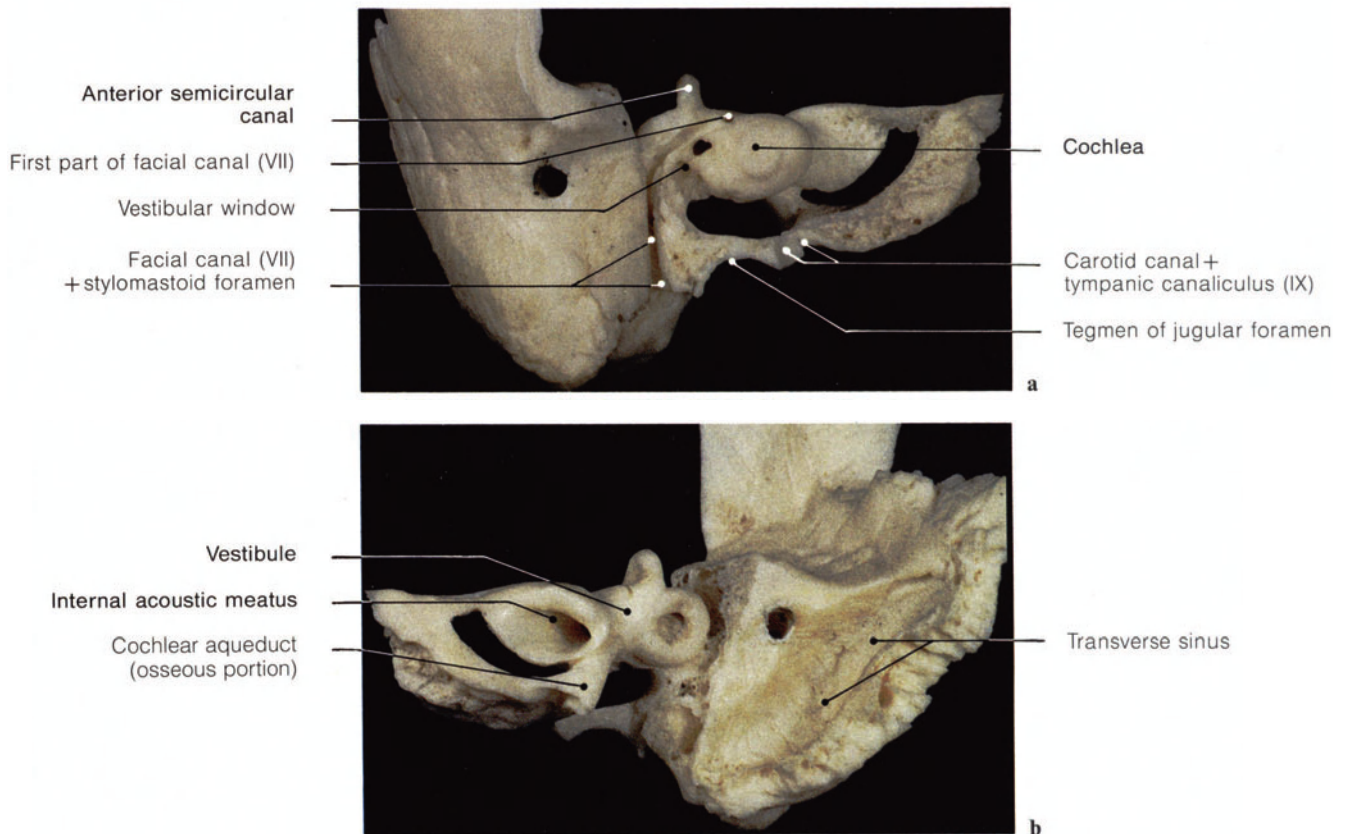 Anterior semicircular
canal
First part of facial canal (VII)
Vestibular window
Facial canal (VII)
+ stylomastoid foramen
Cochlea
Carotid canal +
tympanic canaliculus (IX)
Tegmen of jugular foramen
a
Vestibule
Internal acoustic meatus
Cochlear aqueduct
(osseous portion)
Transverse sinus
b